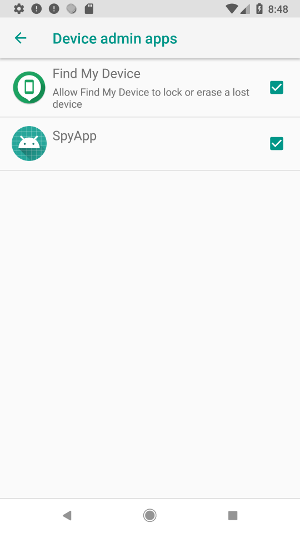 8:48
Device admin apps
Find My Device
Allow Find My Device to lock or erase a lost
device
SpyApp